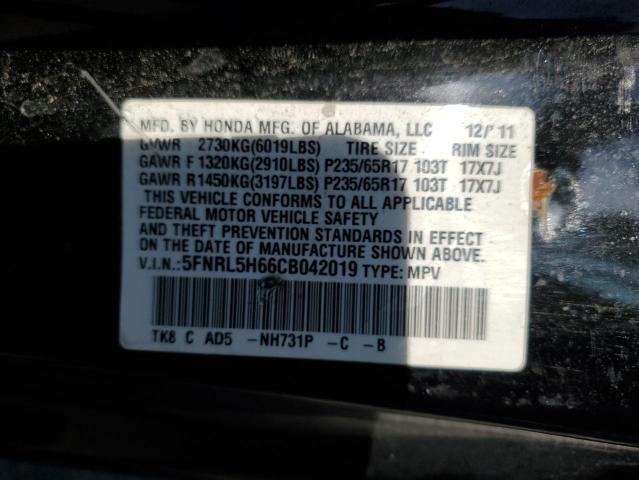 MFD. BY HONDA MFG. OF ALABAMA, LLC 12/11
GVWR 2730KG(6019LBS) TIRE SIZE RIM SIZE
GAWR F 1320KG(2910LBS) P235/65R17 103T 17X7J
GAWR R1450KG(3197LBS) P235/65R17 103T 17X7J
THIS VEHICLE CONFORMS TO ALL APPLICABLE
FEDERAL MOTOR VEHICLE SAFETY
AND THEFT PREVENTION STANDARDS IN EFFECT
ON THE DATE OF MANUFACTURE SHOWN ABOVE.
V.I.N.:5FNRL5H66CB042019 TYPE: MPV
TK8 C AD5 -NH731P -C -B